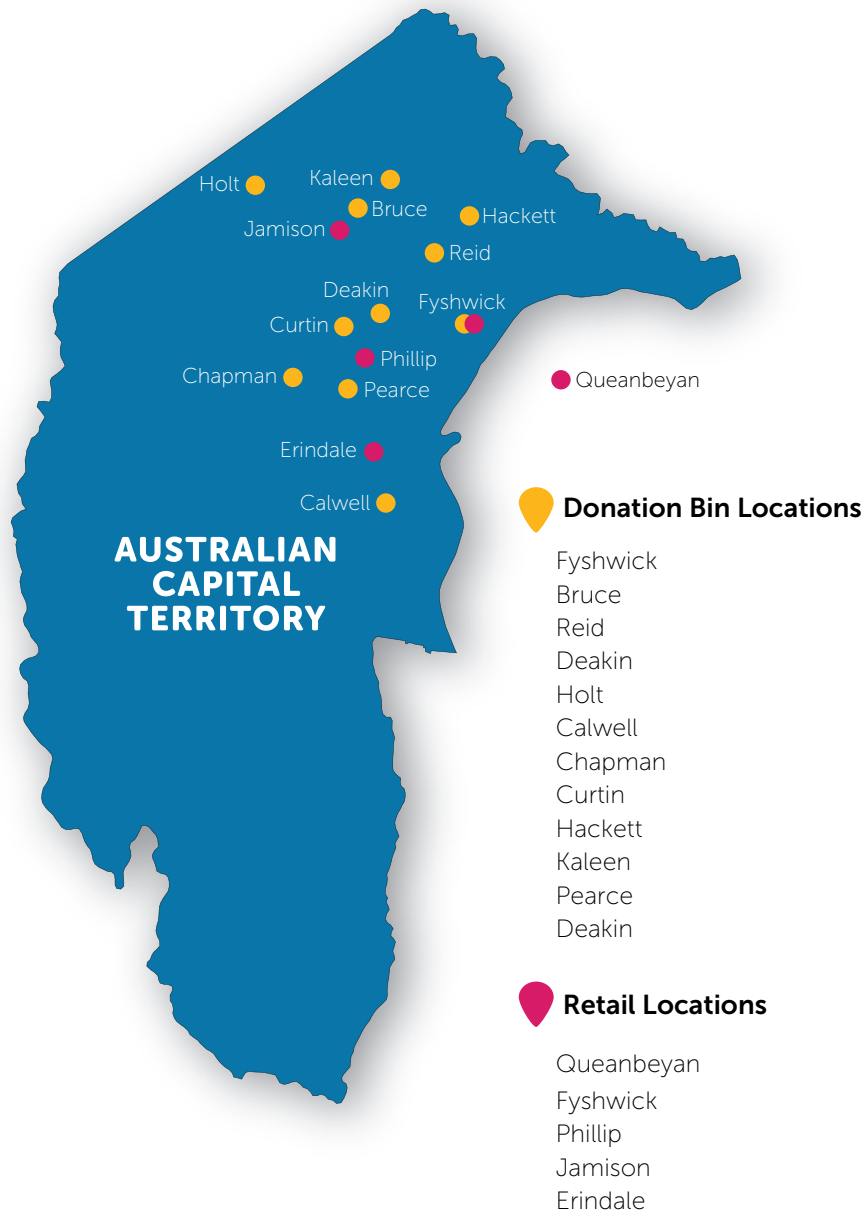 Holt
Kaleen
Bruce
Hackett
Jamison
Reid
Deakin
Fyshwick
Curtin
Phillip
Chapman
Pearce
Queanbeyan
Erindale
Calwell
AUSTRALIAN
CAPITAL
TERRITORY
Donation Bin Locations
Fyshwick
Bruce
Reid
Deakin
Holt
Calwell
Chapman
Curtin
Hackett
Kaleen
Pearce
Deakin
Retail Locations
Queanbeyan
Fyshwick
Phillip
Jamison
Erindale